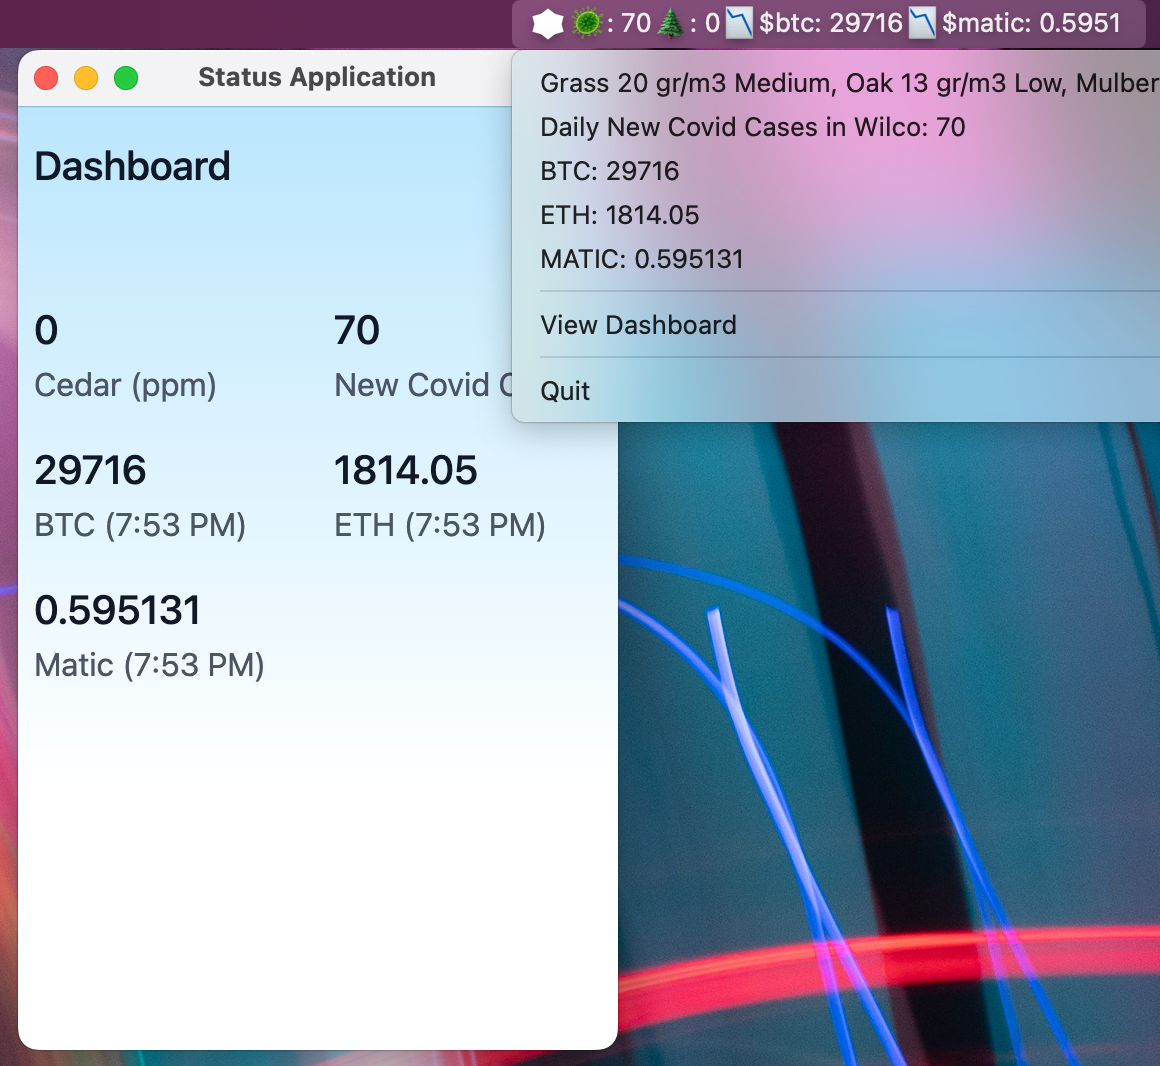 : 70 : 0 $btc: 29716 $matic: 0.5951
Status Application
Grass 20 gr/m3 Medium, Oak 13 gr/m3 Low,
Daily New Covid Cases in Wilco: 70
BTC: 29716
ETH: 1814.05
MATIC: 0.595131
View Dashboard
Quit
Dashboard
0
Cedar (ppm)
70
New Covid
29716
BTC (7:53 PM)
1814.05
ETH (7:53 PM)
0.595131
Matic (7:53 PM)